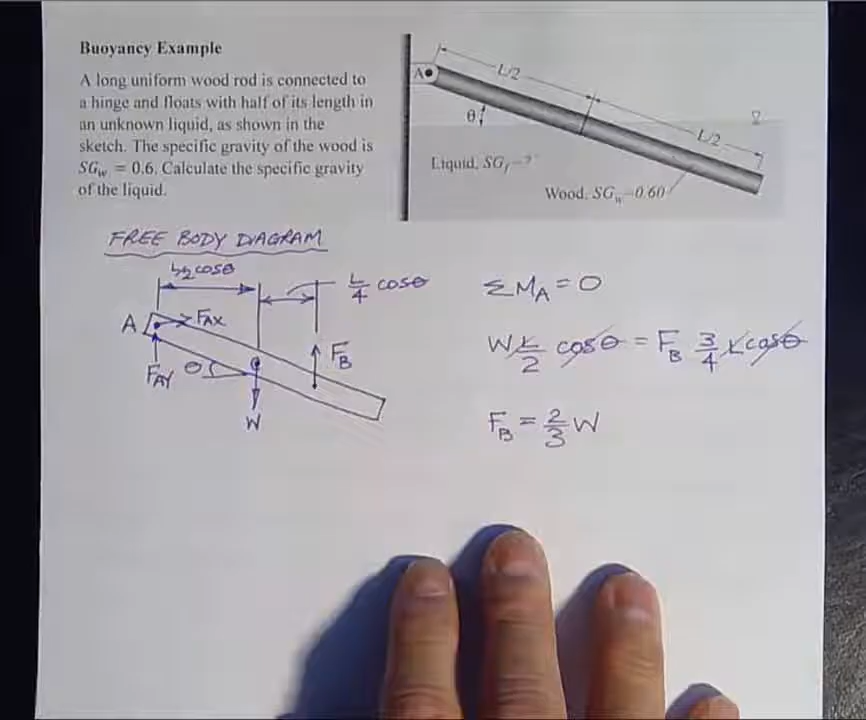 Buoyancy Example
A long uniform wood rod is connected to
a hinge and floats with half of its length in
an unknown liquid, as shown in the
sketch. The specific gravity of the wood is
SGw = 0.6. Calculate the specific gravity
of the liquid.
A
L/2
L/2
θ
Liquid, SGf=?
Wood, SGw=0.60
FREE BODY DIAGRAM
L/2 cosθ
L/4 cosθ
A
FAX
FAY
θ
FB
W
ΣMA = 0
W L/2 cosθ = FB 3/4 L cosθ
FB = 2/3 W